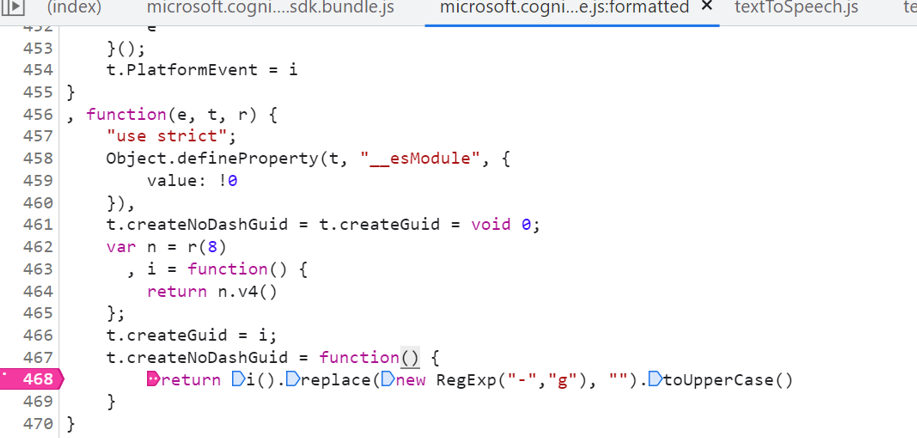 (index) microsoft.cogni....sdk.bundle.js microsoft.cogni...e.js:formatted × textToSpeech.js te
452 e
453 }();
454 t.PlatformEvent = i
455 }
456 , function(e, t, r) {
457 "use strict";
458 Object.defineProperty(t, "__esModule", {
459 value: !0
460 }),
461 t.createNoDashGuid = t.createGuid = void 0;
462 var n = r(8)
463 , i = function() {
464 return n.v4()
465 };
466 t.createGuid = i;
467 t.createNoDashGuid = function() {
468 return i().replace(new RegExp("-","g"), "").toUpperCase()
469 }
470 }